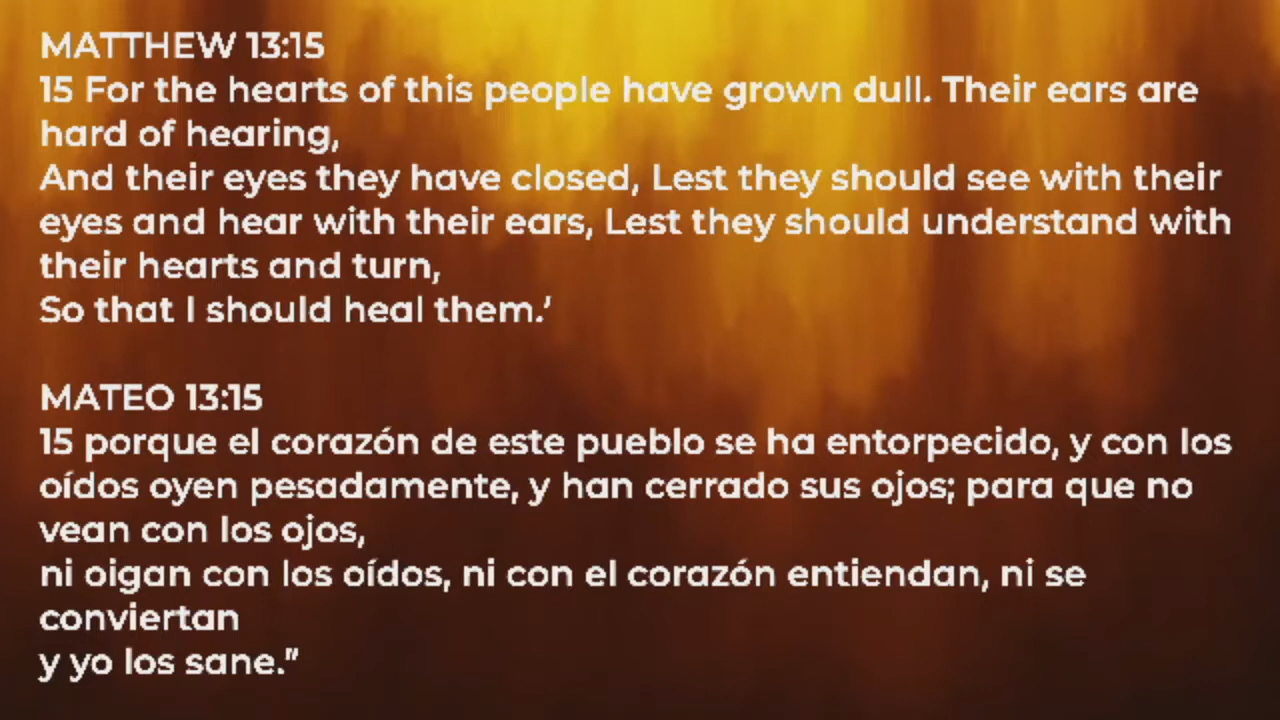 MATTHEW 13:15
15 For the hearts of this people have grown dull. Their ears are
hard of hearing,
And their eyes they have closed, Lest they should see with their
eyes and hear with their ears, Lest they should understand with
their hearts and turn,
So that I should heal them.’
MATEO 13:15
15 porque el corazón de este pueblo se ha entorpecido, y con los
oídos oyen pesadamente, y han cerrado sus ojos; para que no
vean con los ojos,
ni oigan con los oídos, ni con el corazón entiendan, ni se
conviertan
y yo los sane.”